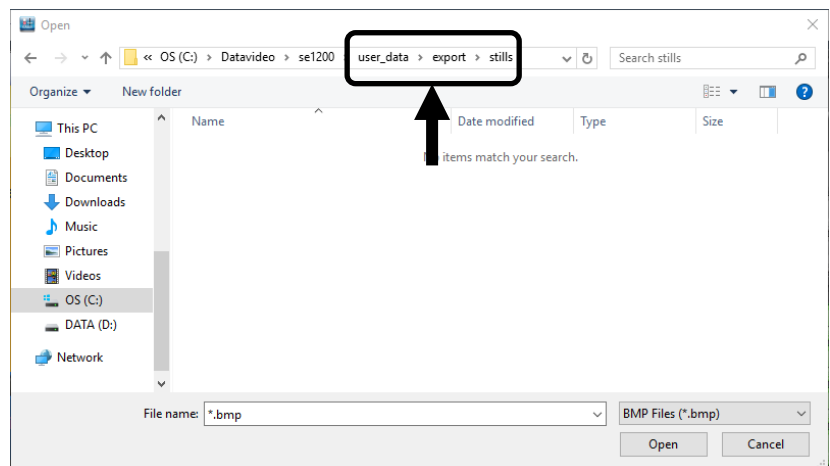 Open
« OS (C:) > Datavideo > se1200 > user_data > export > stills
Search stills
Organize
New folder
Name
Date modified
Type
Size
items match your search.
This PC
Desktop
Documents
Downloads
Music
Pictures
Videos
OS (C:)
DATA (D:)
Network
File name: *.bmp
BMP Files (*.bmp)
Open
Cancel